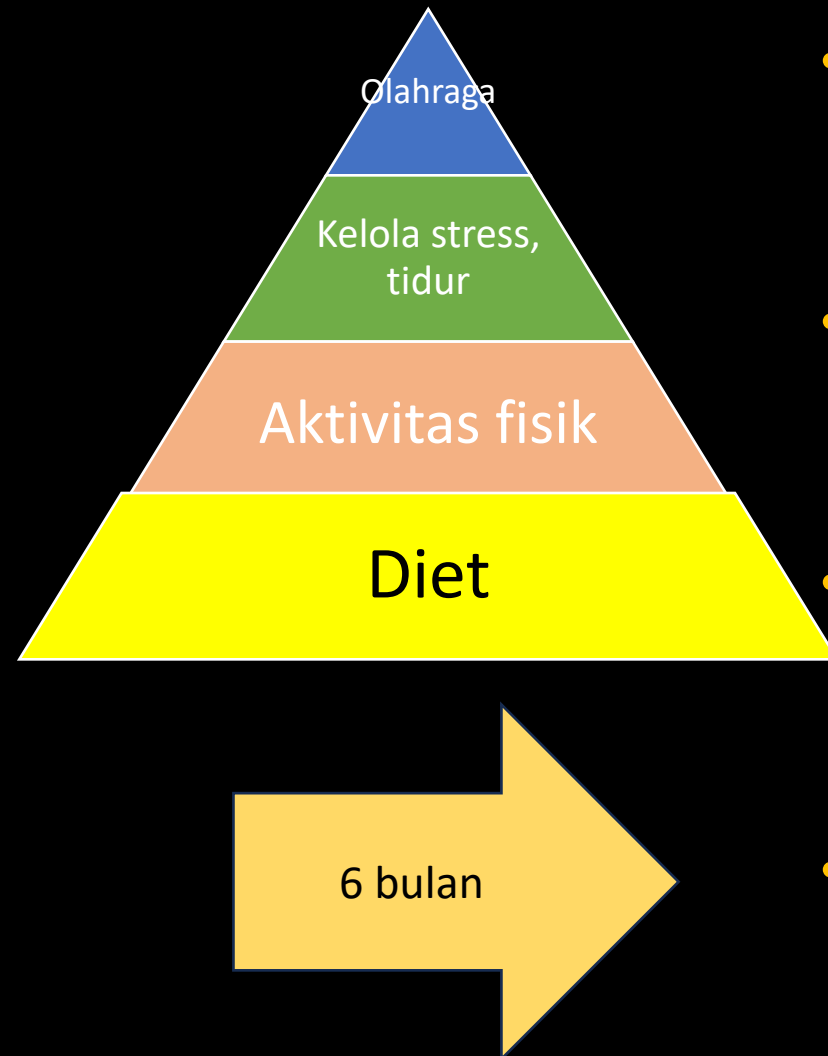 Olahraga
Kelola stress,
tidur
Aktivitas fisik
Diet
6 bulan